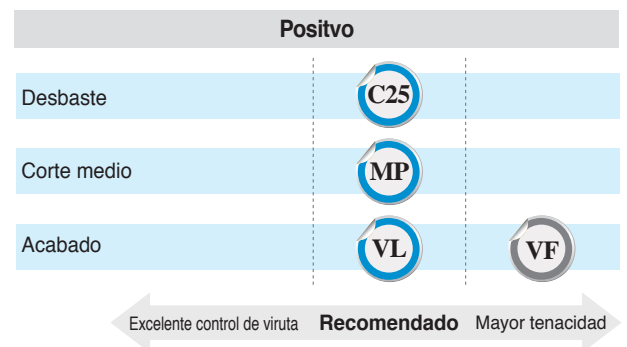 Positvo
Desbaste
C25
Corte medio
MP
Acabado
VL
VF
Excelente control de viruta
Recomendado
Mayor tenacidad